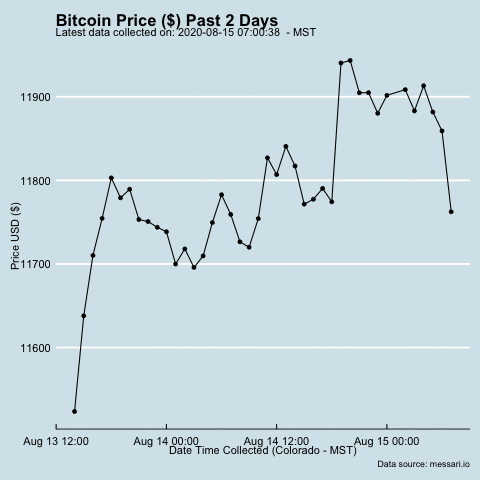 Bitcoin Price ($) Past 2 Days
Latest data collected on: 2020-08-15 07:00:38  - MST
11900
11800
11700
11600
Price USD ($)
Aug 13 12:00 Aug 14 00:00 Aug 14 12:00 Aug 15 00:00
Date Time Collected (Colorado - MST)
Data source: messari.io